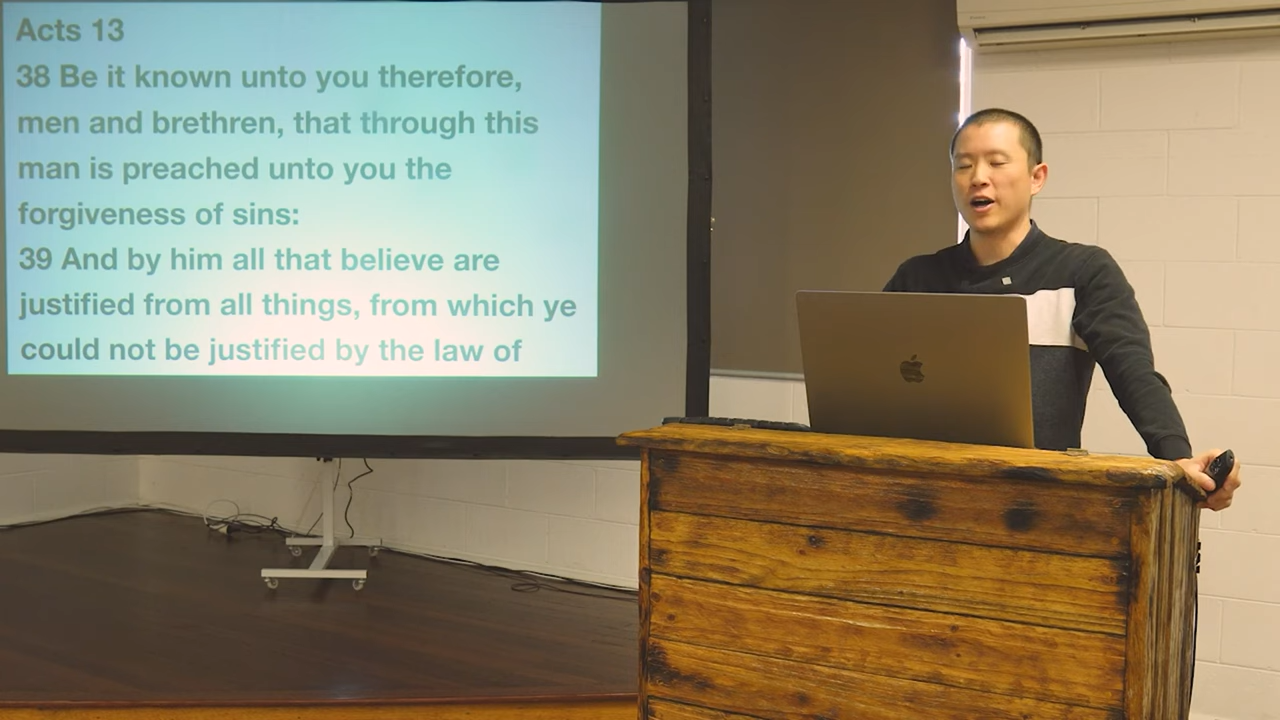 Acts 13
38 Be it known unto you therefore,
men and brethren, that through this
man is preached unto you the
forgiveness of sins:
39 And by him all that believe are
justified from all things, from which ye
could not be justified by the law of